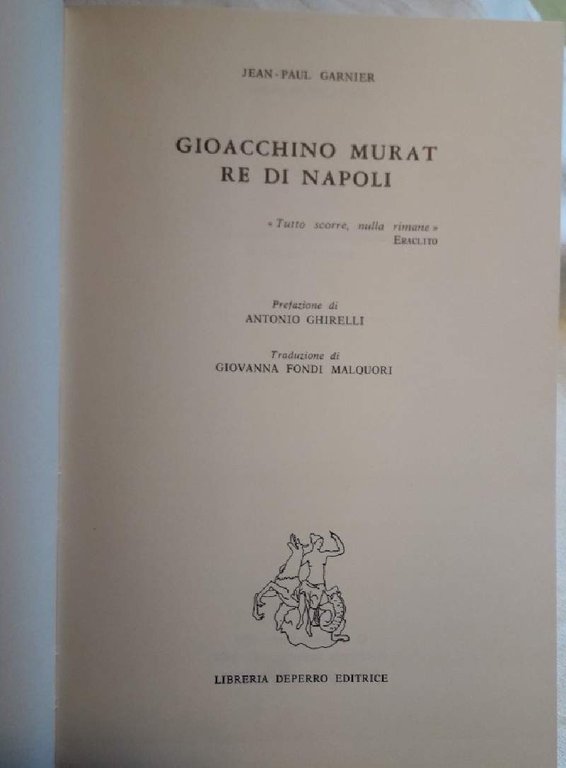 JEAN-PAUL GARNIER
GIOACCHINO MURAT
RE DI NAPOLI
« Tutto scorre, nulla rimane »
ERACLITO
Prefazione di
ANTONIO GHIRELLI
Traduzione di
GIOVANNA FONDI MALQUORI
LIBRERIA DEPERRO EDITRICE